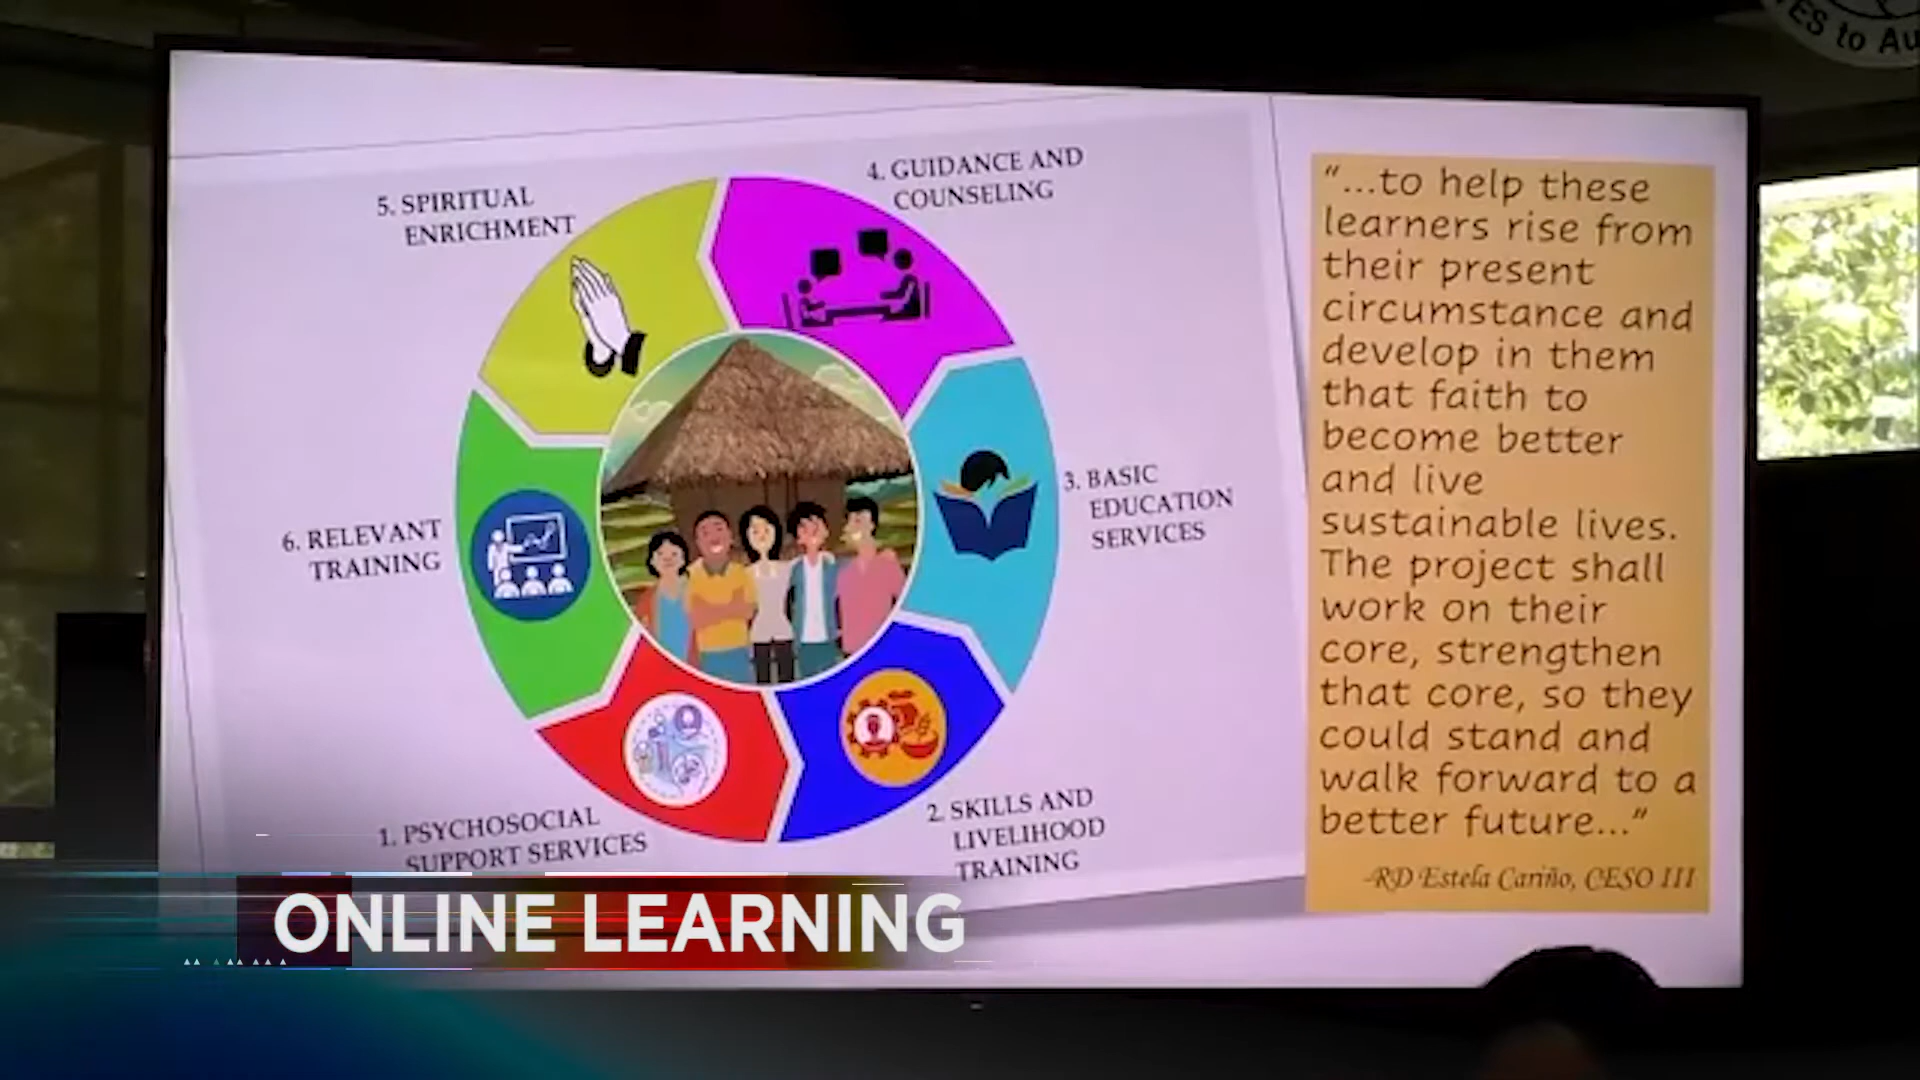 ES to Au
4. GUIDANCE AND
COUNSELING
5. SPIRITUAL
ENRICHMENT
3. BASIC
EDUCATION
SERVICES
6. RELEVANT
TRAINING
1. PSYCHOSOCIAL
SUPPORT SERVICES
2. SKILLS AND
LIVELIHOOD
TRAINING
"...to help these
learners rise from
their present
circumstance and
develop in them
that faith to
become better
and live
sustainable lives.
The project shall
work on their
core, strengthen
that core, so they
could stand and
walk forward to a
better future..."
-RD Estela Cariño, CESO III
ONLINE LEARNING